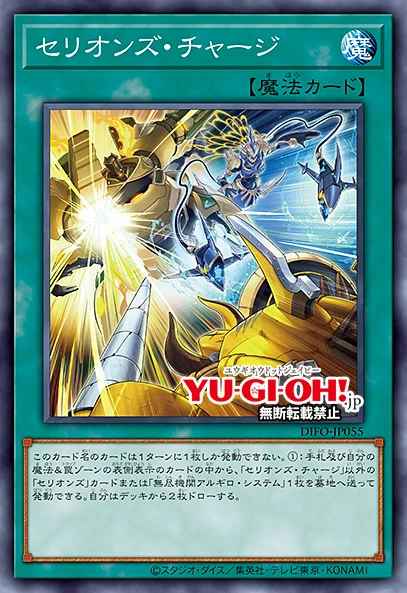 セリオンズ・チャージ
魔
【魔法カード】
ユウギオウドットジェイピー
YU-GI-OH!.jp
無断転載禁止
DIFO-JP055
このカード名のカードは1ターンに1枚しか発動できない。①：手札及び自分の
魔法&罠ゾーンの表側表示のカードの中から、「セリオンズ・チャージ」以外の
「セリオンズ」カードまたは「無尽機関アルギロ・システム」1枚を墓地へ送って
発動できる。自分はデッキから2枚ドローする。
©スタジオ・ダイス／集英社・テレビ東京・KONAMI